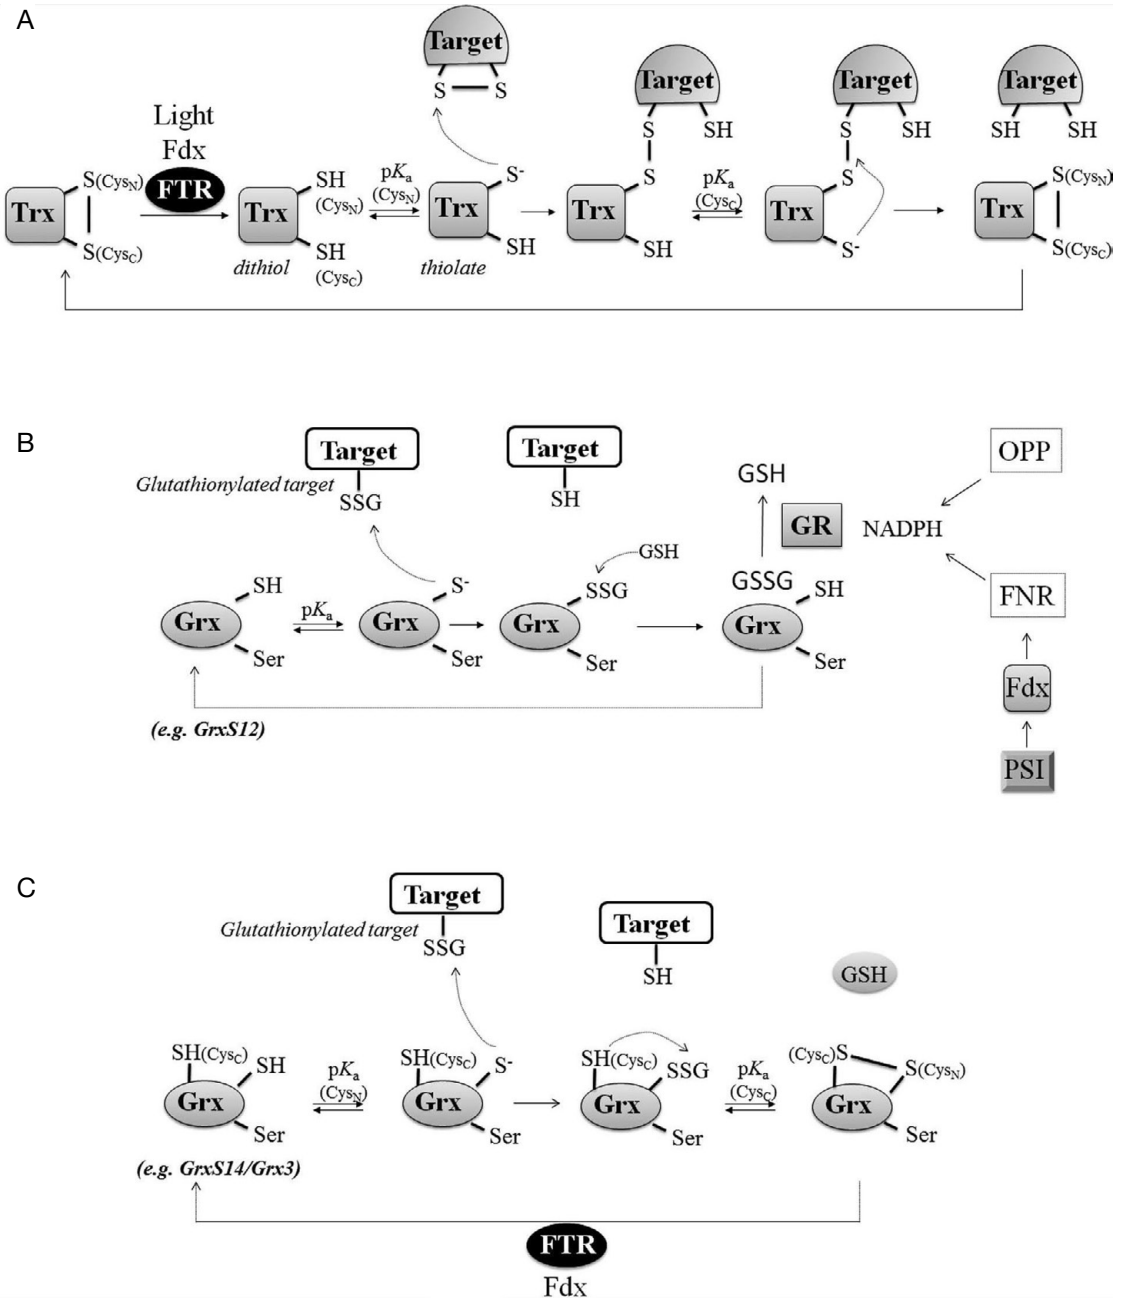 A
Target
S S
Target
SH
S
S
SH
Target
SH
S
S
S-
Target
SH SH
Light
Fdx
FTR
Trx
S(CysN)
S(CysC)
Trx
SH
(CysN)
SH
(CysC)
dithiol
pKa
(CysN)
Trx
S-
SH
thiolate
Trx
pKa
(CysC)
Trx
Trx
S(CysN)
S(CysC)
B
Target
Glutathionylated target
SSG
Target
SH
GSH
GR
NADPH
OPP
FNR
Fdx
PSI
Grx
SH
Ser
pKa
Grx
S-
Ser
Grx
SSG
Ser
GSH
GSSG
Grx
SH
Ser
(e.g. GrxS12)
C
Target
Glutathionylated target
SSG
Target
SH
GSH
SH(CysC)
SH
Grx
Ser
pKa
(CysN)
SH(CysC)
S-
Grx
Ser
SH(CysC)
SSG
Grx
Ser
pKa
(CysC)
(CysC)S
S(CysN)
Grx
Ser
(e.g. GrxS14/Grx3)
FTR
Fdx